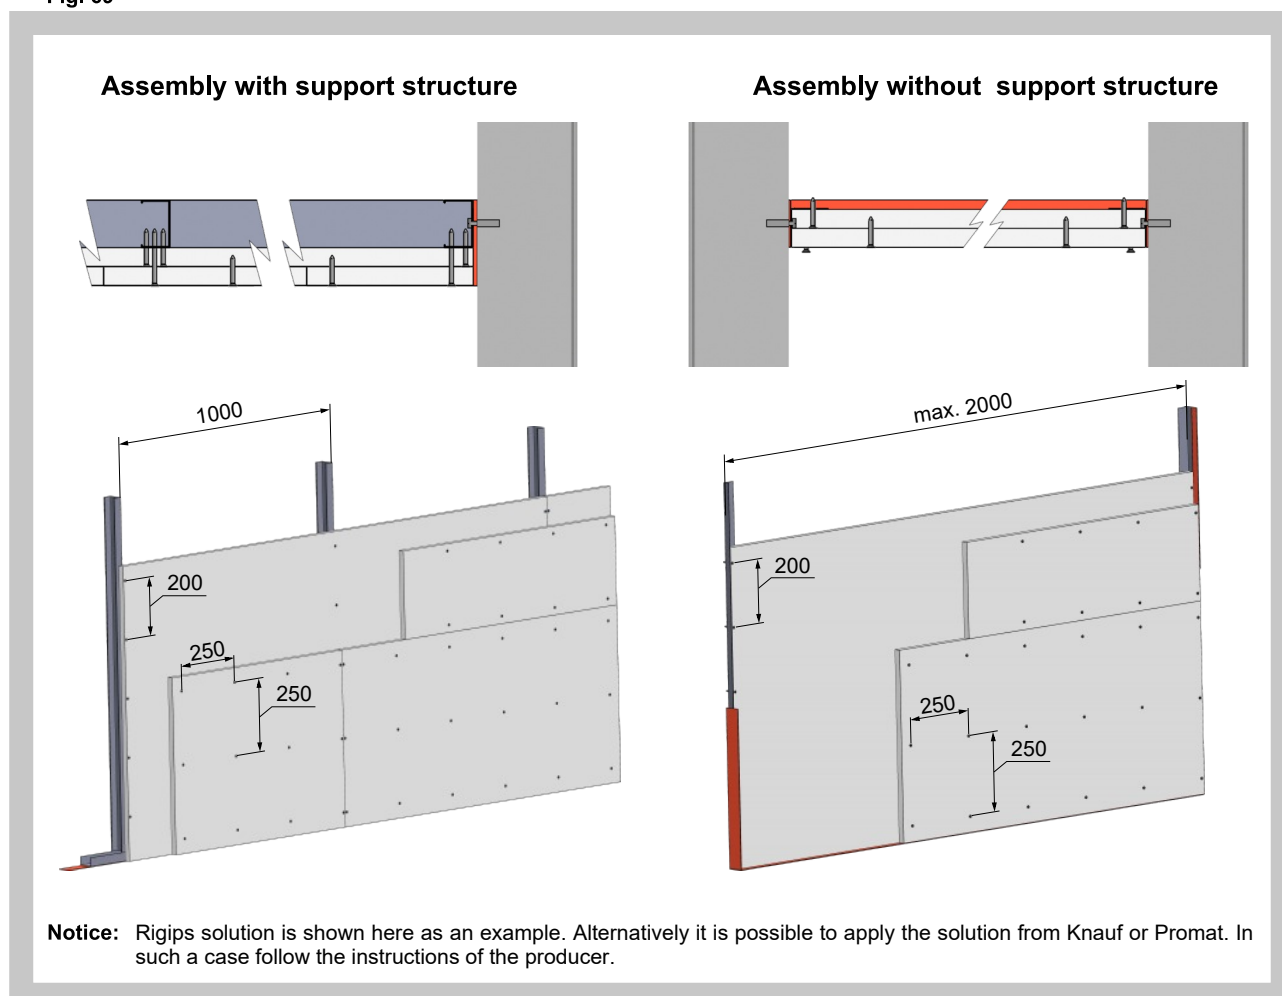 Assembly with support structure
Assembly without  support structure
1000
200
250
250
max. 2000
200
250
250
Notice: Rigips solution is shown here as an example. Alternatively it is possible to apply the solution from Knauf or Promat. In
such a case follow the instructions of the producer.